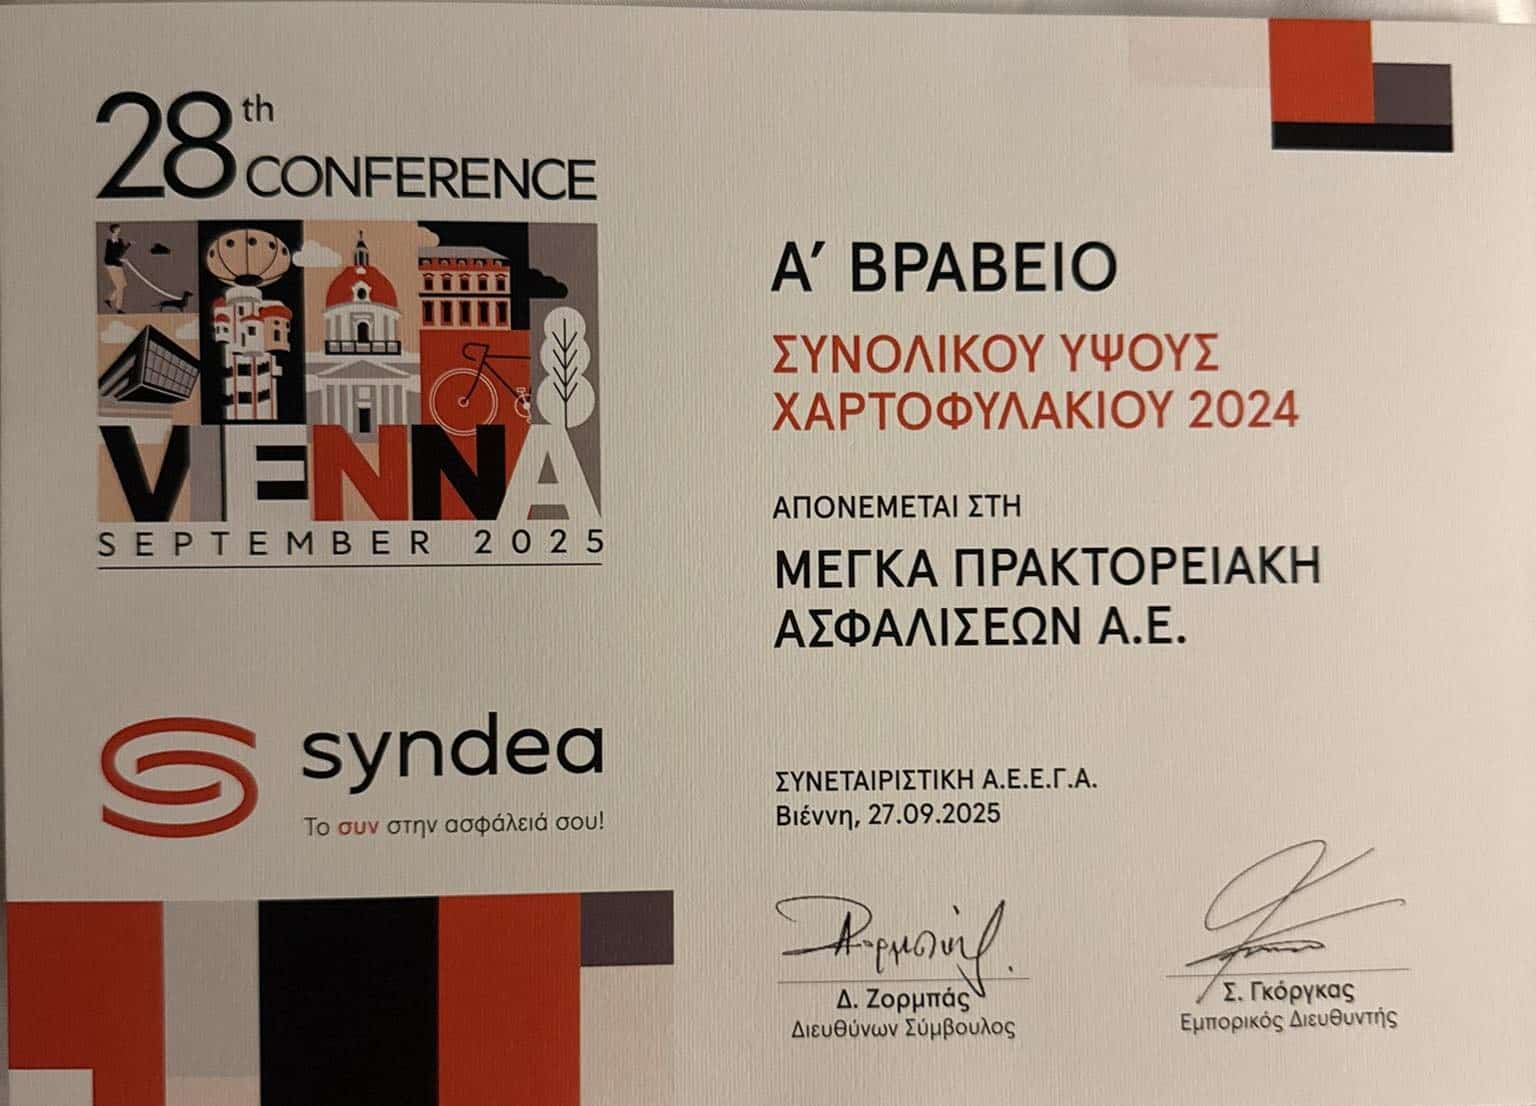 28th CONFERENCE
VIENNA
SEPTEMBER 2025
syndea
Το συν στην ασφάλειά σου!
Α΄ ΒΡΑΒΕΙΟ
ΣΥΝΟΛΙΚΟΥ ΥΨΟΥΣ
ΧΑΡΤΟΦΥΛΑΚΙΟΥ 2024
ΑΠΟΝΕΜΕΤΑΙ ΣΤΗ
ΜΕΓΚΑ ΠΡΑΚΤΟΡΕΙΑΚΗ
ΑΣΦΑΛΙΣΕΩΝ Α.Ε.
ΣΥΝΕΤΑΙΡΙΣΤΙΚΗ Α.Ε.Ε.Γ.Α.
Βιέννη, 27.09.2025
Δ. Ζορμπάς
Διευθύνων Σύμβουλος
Σ. Γκόργκας
Εμπορικός Διευθυντής